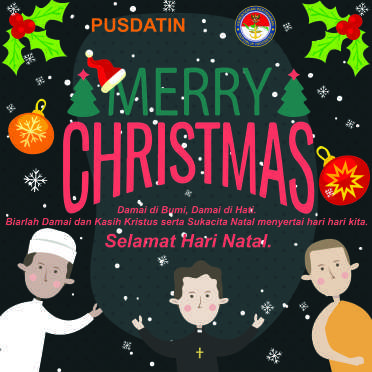 PUSDATIN
MERRY
CHRISTMAS
Damai di Bumi, Damai di Hati.
Biarlah Damai dan Kasih Kristus serta Sukacita Natal menyertai hari hari kita.
Selamat Hari Natal.